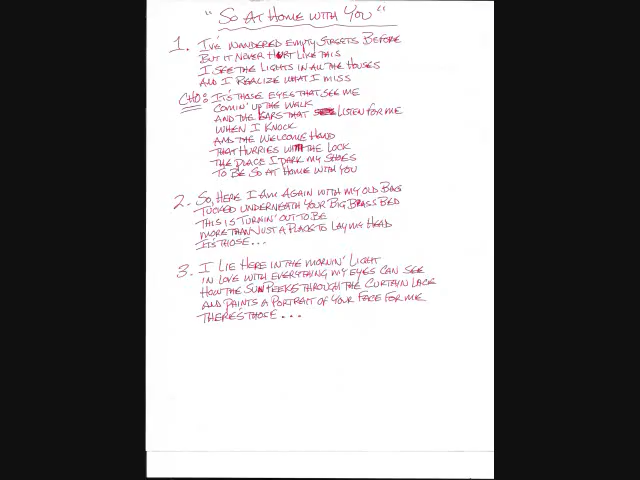 "So At Home With You"
1. I've wandered empty streets before
But it never hurt like this
I see the lights in all the houses
And I realize what I miss
CHO: It's those eyes that see me
Comin' up the walk
And the ears that listen for me
When I knock
And the welcome hand
That hurries with the lock
The place I park my shoes
To be so at home with you
2. So, here I am again with my old bag
Tucked underneath your big brass bed
This is turnin' out to be
More than just a place to lay my head
It's those...
3. I lie here in the mornin' light
In love with everything my eyes can see
How the sun peeks through the curtain lace
And paints a portrait of your face for me
There's those...